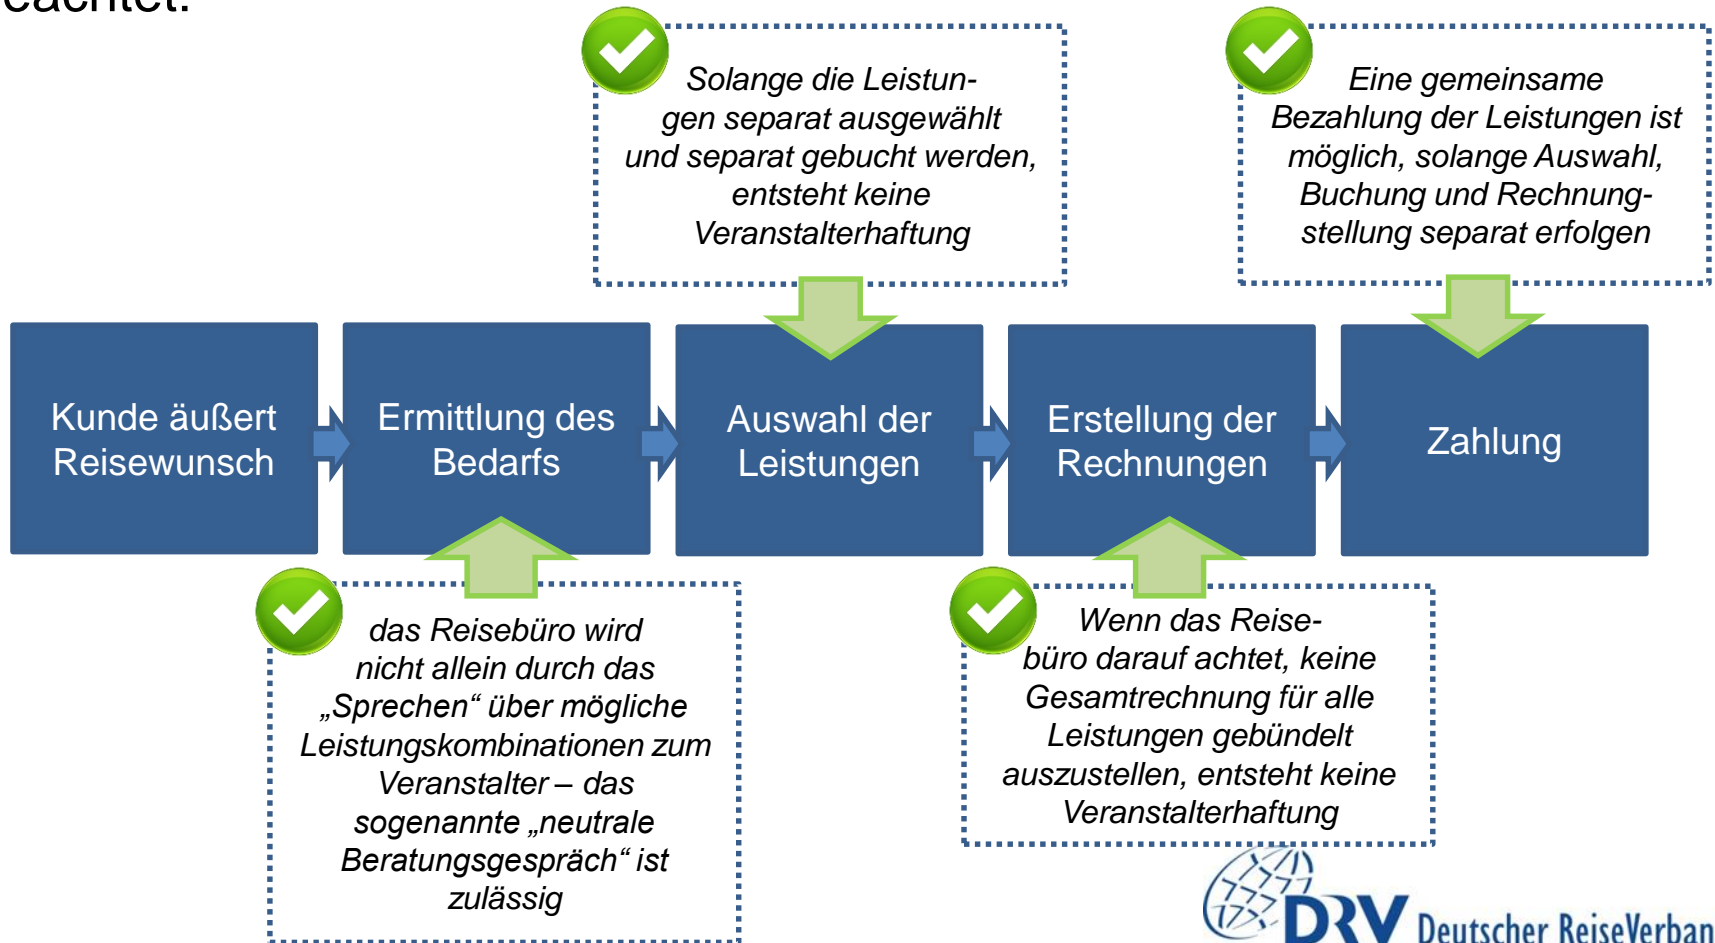 eachtet:
Solange die Leistun-
gen separat ausgewählt
und separat gebucht werden,
entsteht keine
Veranstalterhaftung
Eine gemeinsame
Bezahlung der Leistungen ist
möglich, solange Auswahl,
Buchung und Rechnung-
stellung separat erfolgen
Kunde äußert
Reisewunsch
Ermittlung des
Bedarfs
Auswahl der
Leistungen
Erstellung der
Rechnungen
Zahlung
das Reisebüro wird
nicht allein durch das
„Sprechen“ über mögliche
Leistungskombinationen zum
Veranstalter – das
sogenannte „neutrale
Beratungsgespräch“ ist
zulässig
Wenn das Reise-
büro darauf achtet, keine
Gesamtrechnung für alle
Leistungen gebündelt
auszustellen, entsteht keine
Veranstalterhaftung
DRV Deutscher ReiseVerban